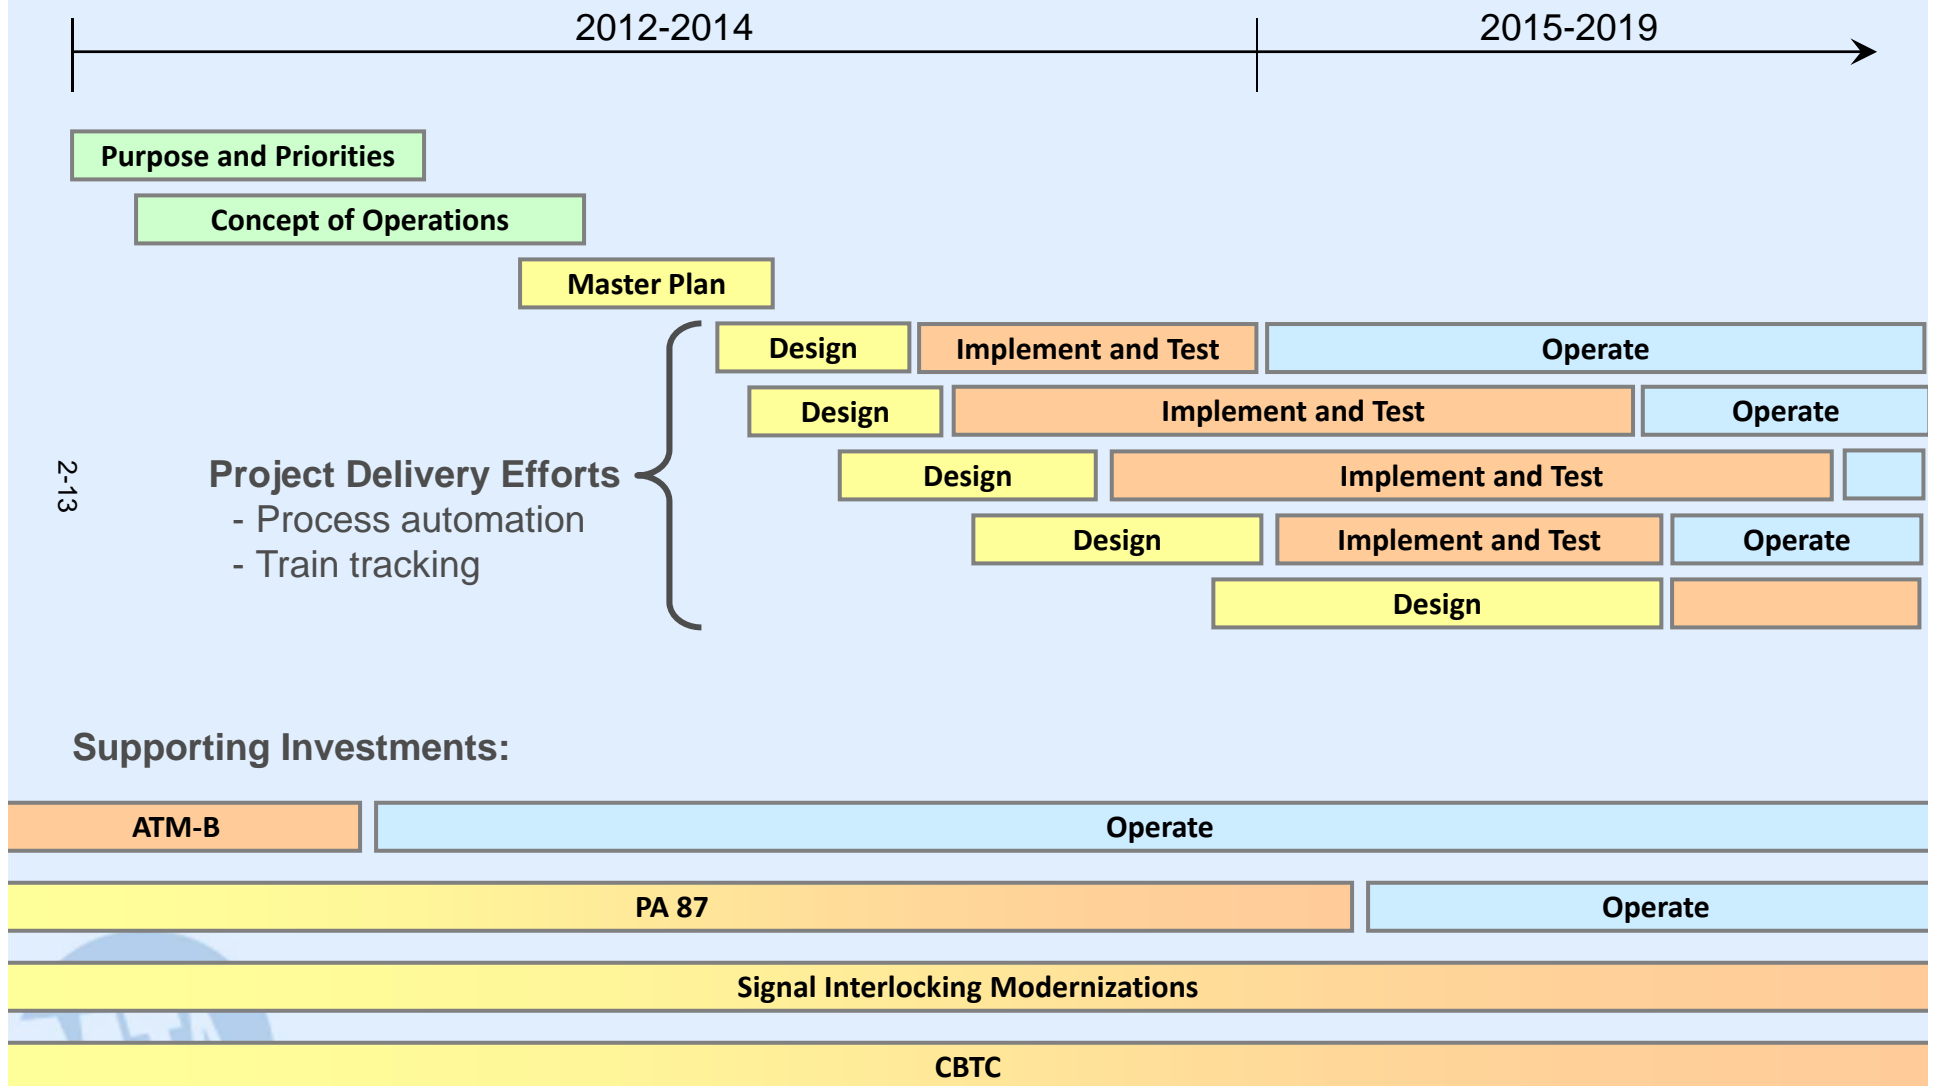 2012-2014
2015-2019
Purpose and Priorities
Concept of Operations
Master Plan
Design
Implement and Test
Operate
Design
Implement and Test
Operate
Project Delivery Efforts
- Process automation
- Train tracking
Design
Implement and Test
Design
Implement and Test
Operate
Design
2-13
Supporting Investments:
ATM-B
Operate
PA 87
Operate
Signal Interlocking Modernizations
CBTC